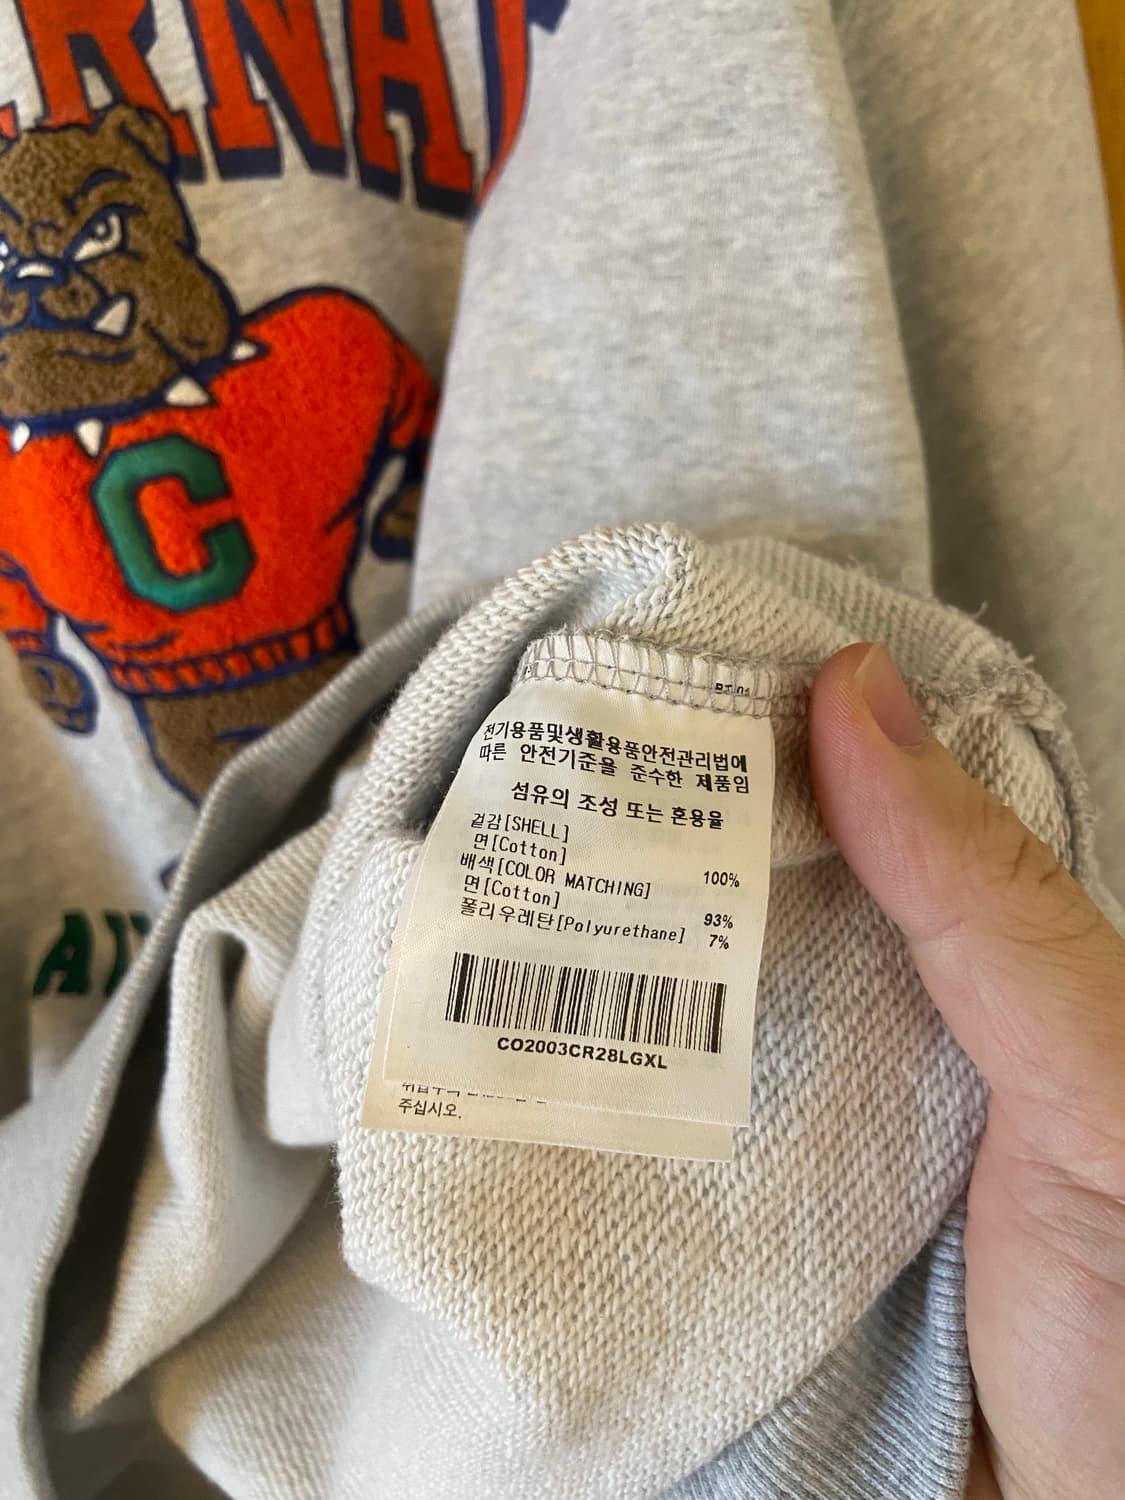 RNA
C
전기용품및생활용품안전관리법에
따른 안전기준을 준수한 제품임
섬유의 조성 또는 혼용율
겉감[SHELL]
면[Cotton] 100%
배색[COLOR MATCHING]
면[Cotton] 93%
폴리우레탄[Polyurethane] 7%
CO2003CR28LGXL
주십시오.